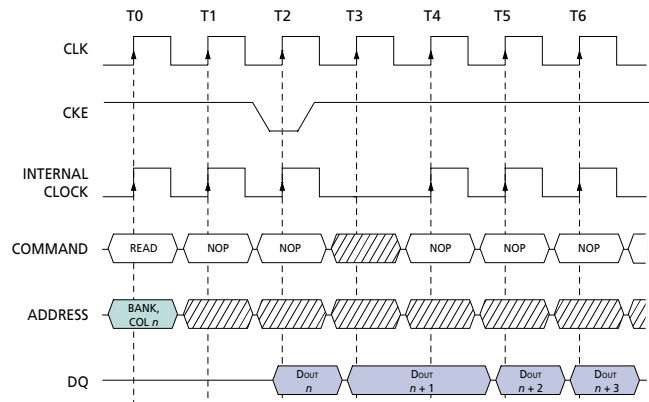 T0 T1 T2 T3 T4 T5 T6
CLK
CKE
INTERNAL
CLOCK
COMMAND READ NOP NOP NOP NOP NOP
ADDRESS BANK,
COL n
DQ DOUT n DOUT n + 1 DOUT n + 2 DOUT n + 3